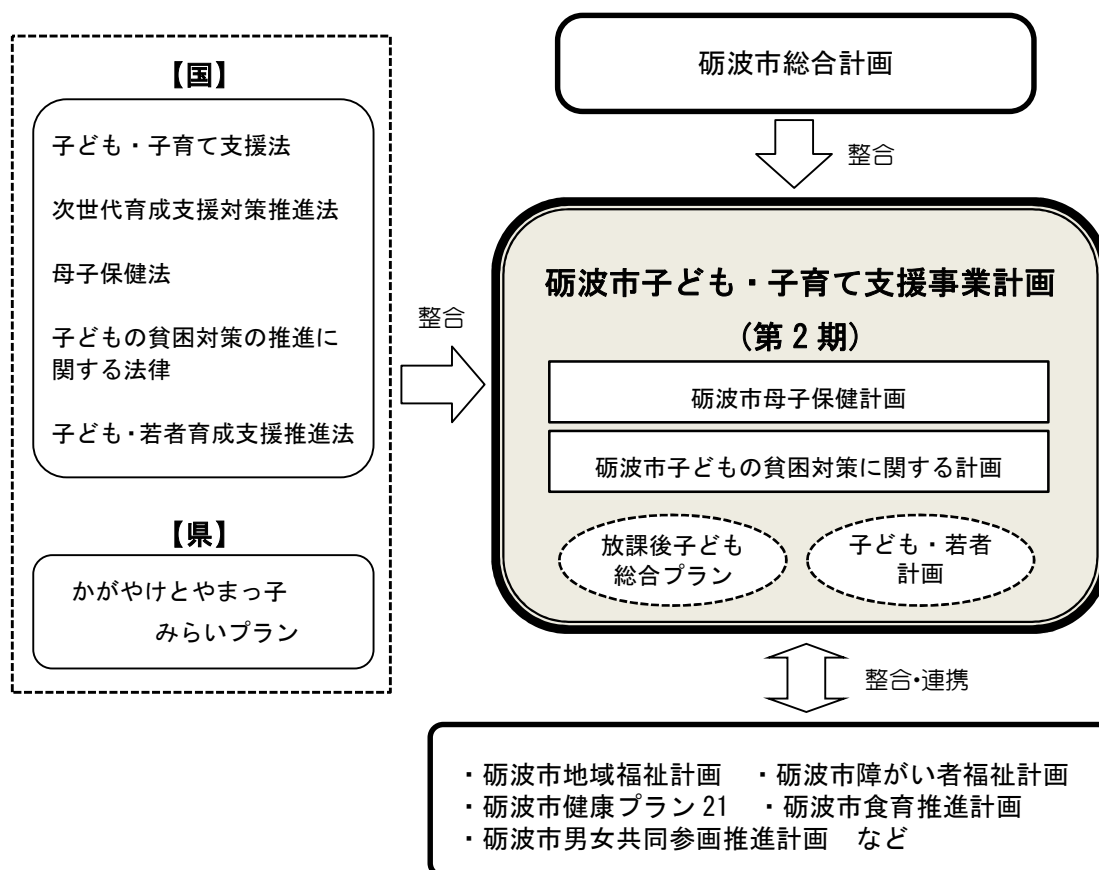 【国】
子ども・子育て支援法
次世代育成支援対策推進法
母子保健法
子どもの貧困対策の推進に
関する法律
子ども・若者育成支援推進法
【県】
かがやけとやまっ子
みらいプラン
整合
砺波市総合計画
整合
砺波市子ども・子育て支援事業計画
(第2期)
砺波市母子保健計画
砺波市子どもの貧困対策に関する計画
放課後子ども
総合プラン
子ども・若者
計画
整合・連携
・砺波市地域福祉計画　・砺波市障がい者福祉計画
・砺波市健康プラン21　・砺波市食育推進計画
・砺波市男女共同参画推進計画　など